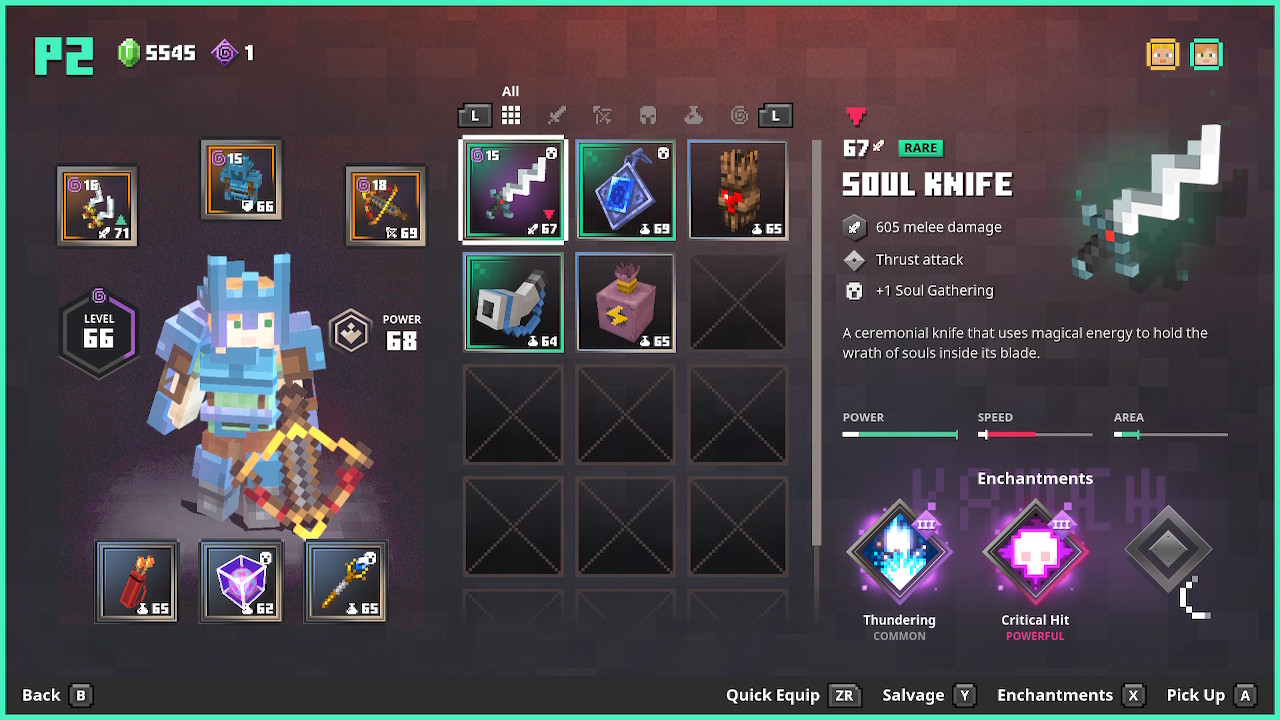 P2 5545 1
All
L L
15
16
18
66
71
69
15
67
69
65
64
65
LEVEL
66
POWER
68
65
62
65
67 RARE
SOUL KNIFE
605 melee damage
Thrust attack
+1 Soul Gathering
A ceremonial knife that uses magical energy to hold the
wrath of souls inside its blade.
POWER SPEED AREA
Enchantments
III III
Thundering Critical Hit
COMMON POWERFUL
Back B Quick Equip ZR Salvage Y Enchantments X Pick Up A